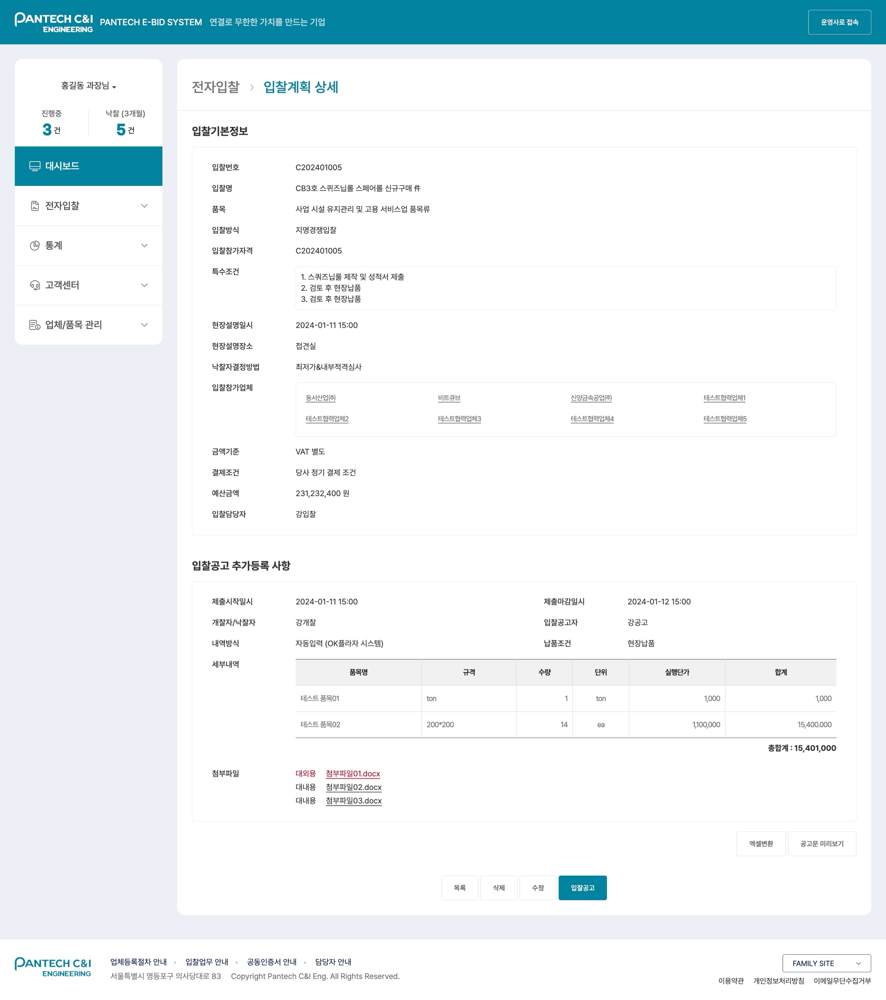 PANTECH C&I
ENGINEERING
PANTECH E-BID SYSTEM 연결로 무한한 가치를 만드는 기업
운영사로 접속
홍길동 과장님
진행중
3 건
낙찰 (3개월)
5 건
대시보드
전자입찰
통계
고객센터
업체/품목 관리
전자입찰 > 입찰계획 상세
입찰기본정보
입찰번호 C202401005
입찰명 CB3호 스퀴즈닙롤 스페어롤 신규구매 件
품목 사업 시설 유지관리 및 고용 서비스업 품목류
입찰방식 지명경쟁입찰
입찰참가자격 C202401005
특수조건
1. 스쿼즈닙롤 제작 및 성적서 제출
2. 검토 후 현장납품
3. 검토 후 현장납품
현장설명일시 2024-01-11 15:00
현장설명장소 접견실
낙찰자결정방법 최저가&내부적격심사
입찰참가업체
동서산업㈜ 비트큐브 신양금속공업㈜ 테스트협력업체1
테스트협력업체2 테스트협력업체3 테스트협력업체4 테스트협력업체5
금액기준 VAT 별도
결제조건 당사 정기 결제 조건
예산금액 231,232,400 원
입찰담당자 강입찰
입찰공고 추가등록 사항
제출시작일시 2024-01-11 15:00 제출마감일시 2024-01-12 15:00
개찰자/낙찰자 강개찰 입찰공고자 강공고
내역방식 자동입력 (OK플라자 시스템) 납품조건 현장납품
세부내역
품목명 규격 수량 단위 실행단가 합계
테스트 품목01 ton 1 ton 1,000 1,000
테스트 품목02 200*200 14 ea 1,100,000 15,400.000
총합계 : 15,401,000
첨부파일
대외용 첨부파일01.docx
대내용 첨부파일02.docx
대내용 첨부파일03.docx
엑셀변환 공고문 미리보기
목록 삭제 수정 입찰공고
PANTECH C&I
ENGINEERING
업체등록절차 안내 • 입찰업무 안내 • 공동인증서 안내 • 담당자 안내
서울특별시 영등포구 의사당대로 83 Copyright Pantech C&I Eng. All Rights Reserved.
FAMILY SITE
이용약관 개인정보처리방침 이메일무단수집거부